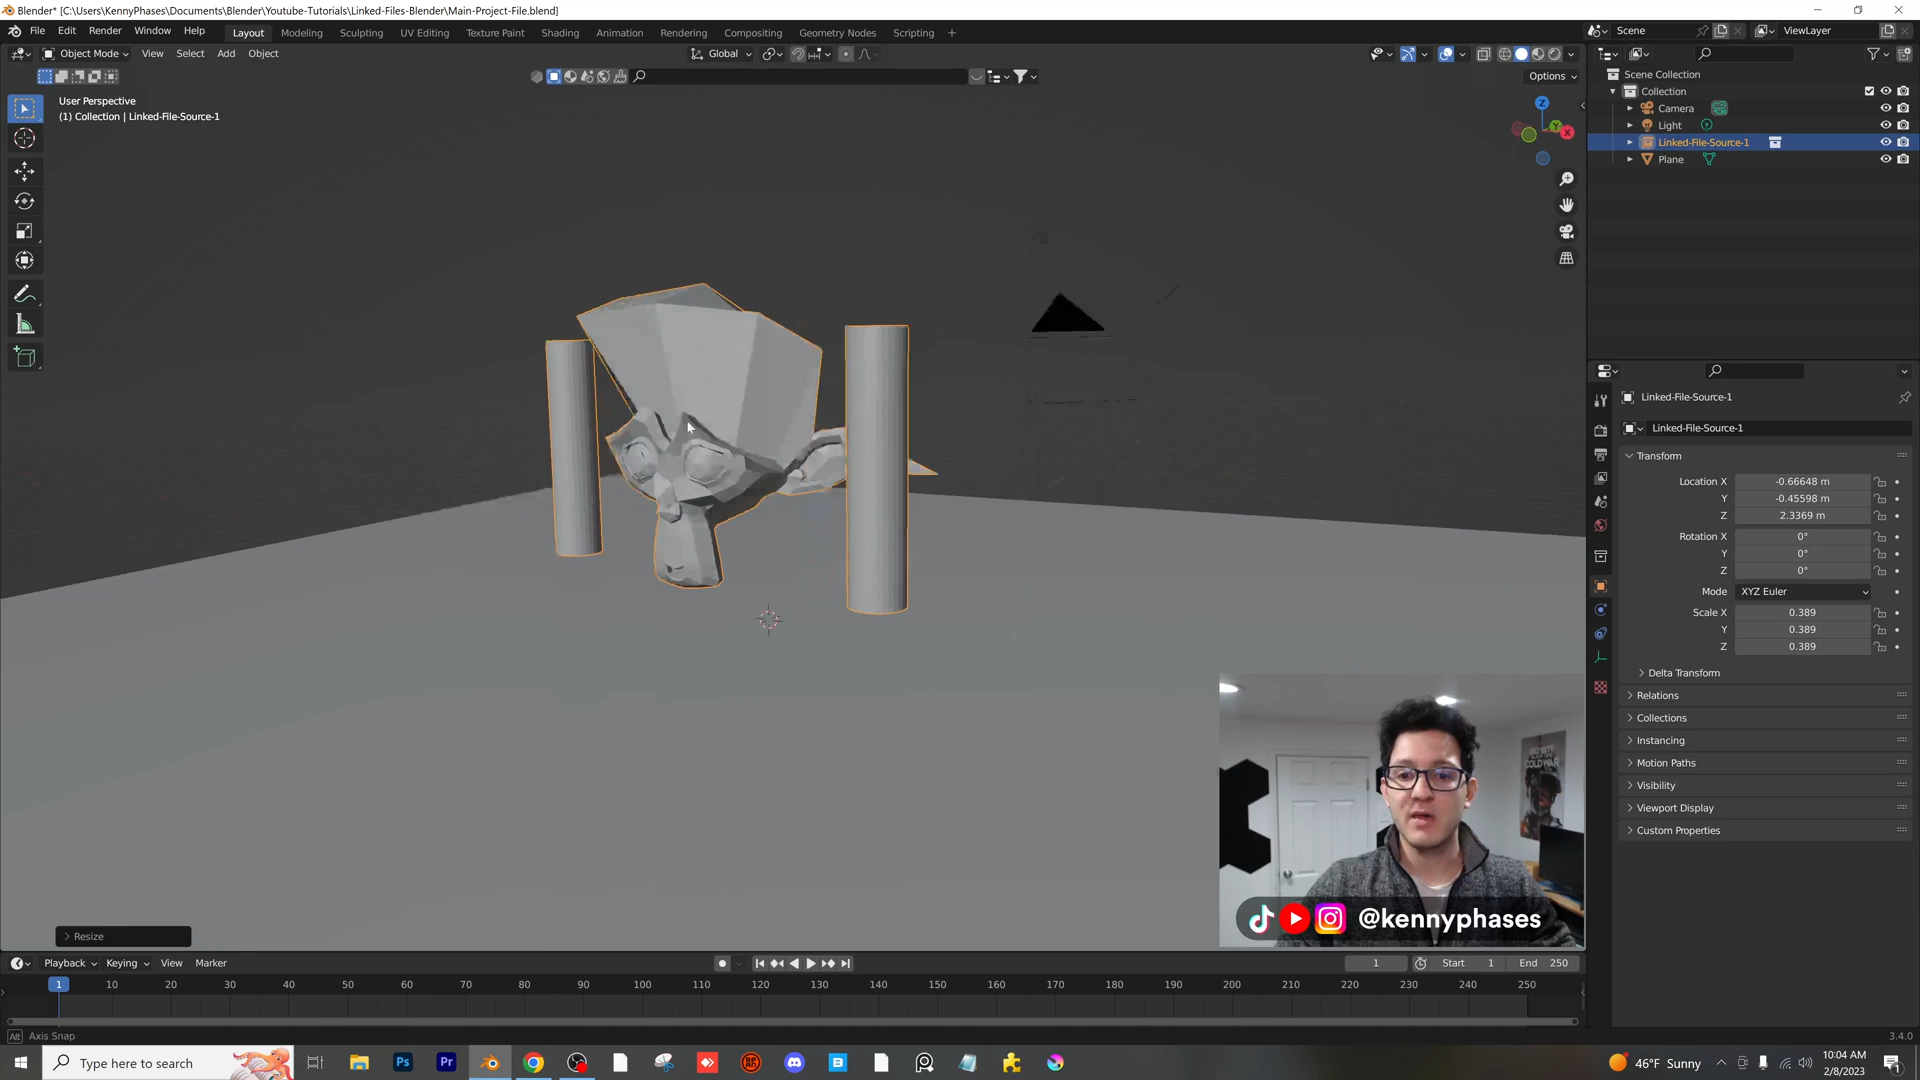 Blender* [C:\Users\KennyPhases\Documents\Blender\Youtube-Tutorials\Linked-Files-Blender\Main-Project-File.blend]
File Edit Render Window Help Layout Modeling Sculpting UV Editing Texture Paint Shading Animation Rendering Compositing Geometry Nodes Scripting + Scene ViewLayer
Object Mode View Select Add Object Global
Options
User Perspective
(1) Collection | Linked-File-Source-1
Z
Y
X
Scene Collection
Collection
Camera
Light
Linked-File-Source-1
Plane
Linked-File-Source-1
Linked-File-Source-1
Transform
Location X -0.66648 m
Y -0.45598 m
Z 2.3369 m
Rotation X 0°
Y 0°
Z 0°
Mode XYZ Euler
Scale X 0.389
Y 0.389
Z 0.389
Delta Transform
Relations
Collections
Instancing
Motion Paths
Visibility
Viewport Display
Custom Properties
COLD WAR
@kennyphases
Resize
Playback Keying View Marker 1 Start 1 End 250
1 10 20 30 40 50 60 70 80 90 100 110 120 130 140 150 160 170 180 190 200 210 220 230 240 250
Alt Axis Snap 3.4.0
Type here to search Ps Pr 46°F Sunny 10:04 AM
2/8/2023
1